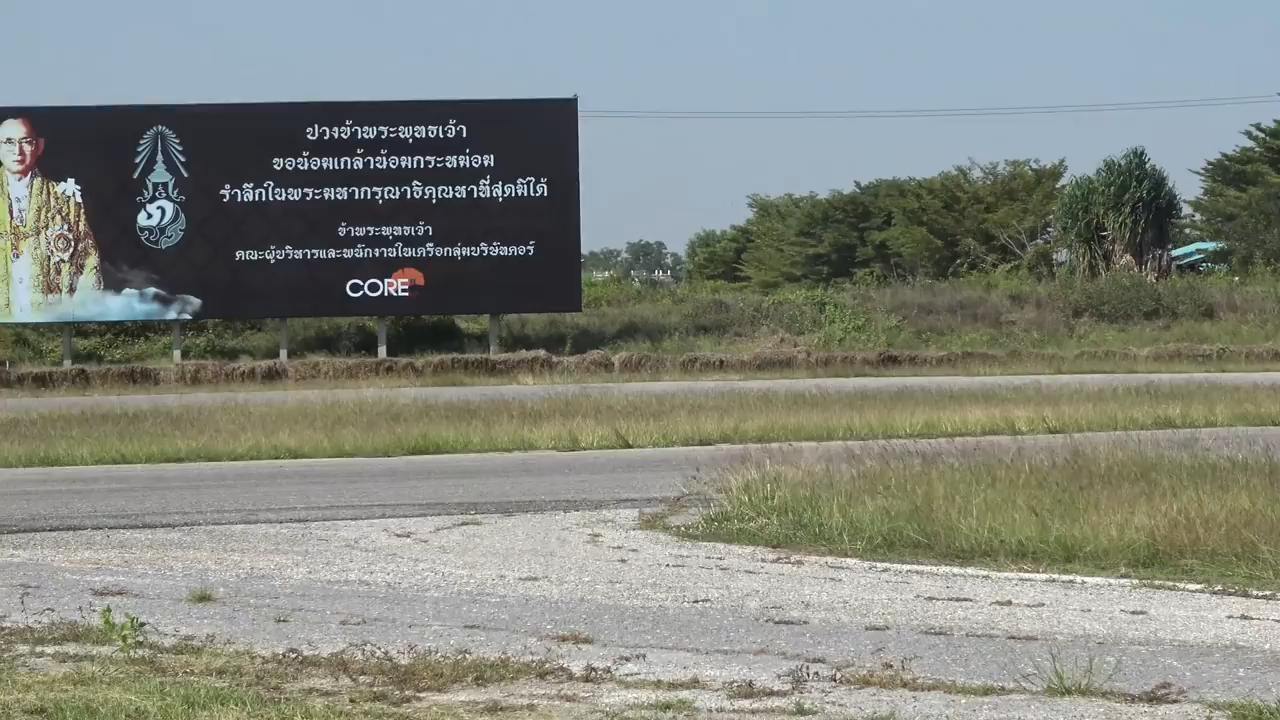 ปวงข้าพระพุทธเจ้า
ขอน้อมเกล้าน้อมกระหม่อม
รำลึกในพระมหากรุณาธิคุณหาที่สุดมิได้
ข้าพระพุทธเจ้า
คณะผู้บริหารและพนักงานในเครือกลุ่มบริษัทคอร์
CORE